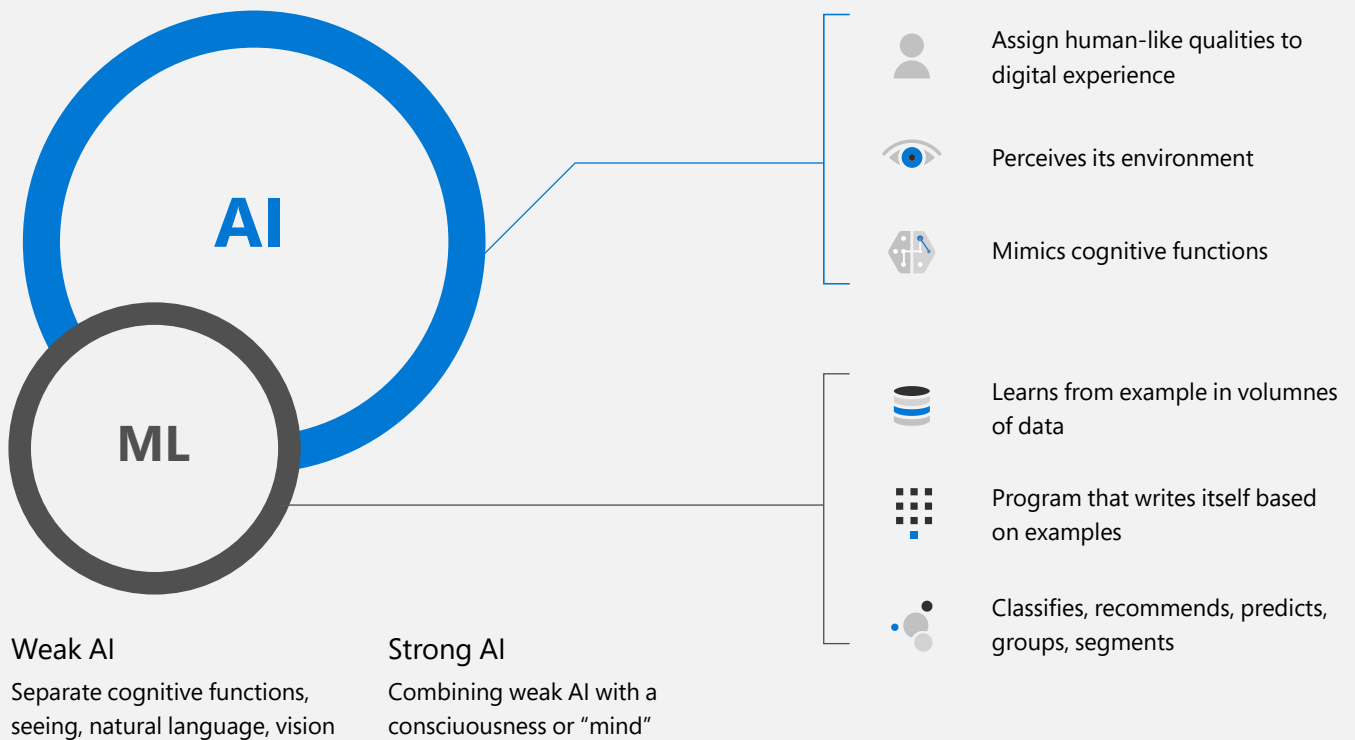 AI
ML
Assign human-like qualities to
digital experience
Perceives its environment
Mimics cognitive functions
Learns from example in volumnes
of data
Program that writes itself based
on examples
Classifies, recommends, predicts,
groups, segments
Weak AI
Separate cognitive functions,
seeing, natural language, vision
Strong AI
Combining weak AI with a
consciuousness or “mind”